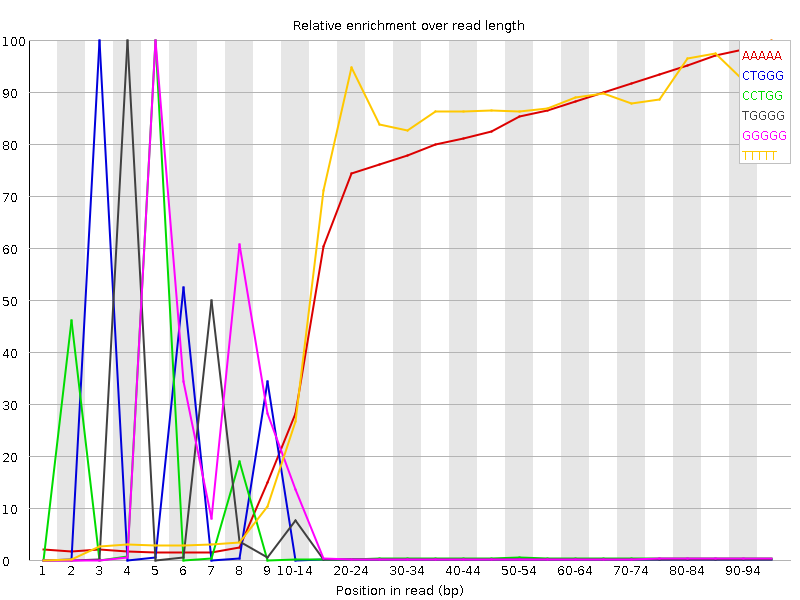 Relative enrichment over read length
100
90
80
70
60
50
40
30
20
10
0
AAAAA
CTGGG
CCTGG
TGGGG
GGGGG
TTTTT
1 2 3 4 5 6 7 8 9 10-14 20-24 30-34 40-44 50-54 60-64 70-74 80-84 90-94
Position in read (bp)